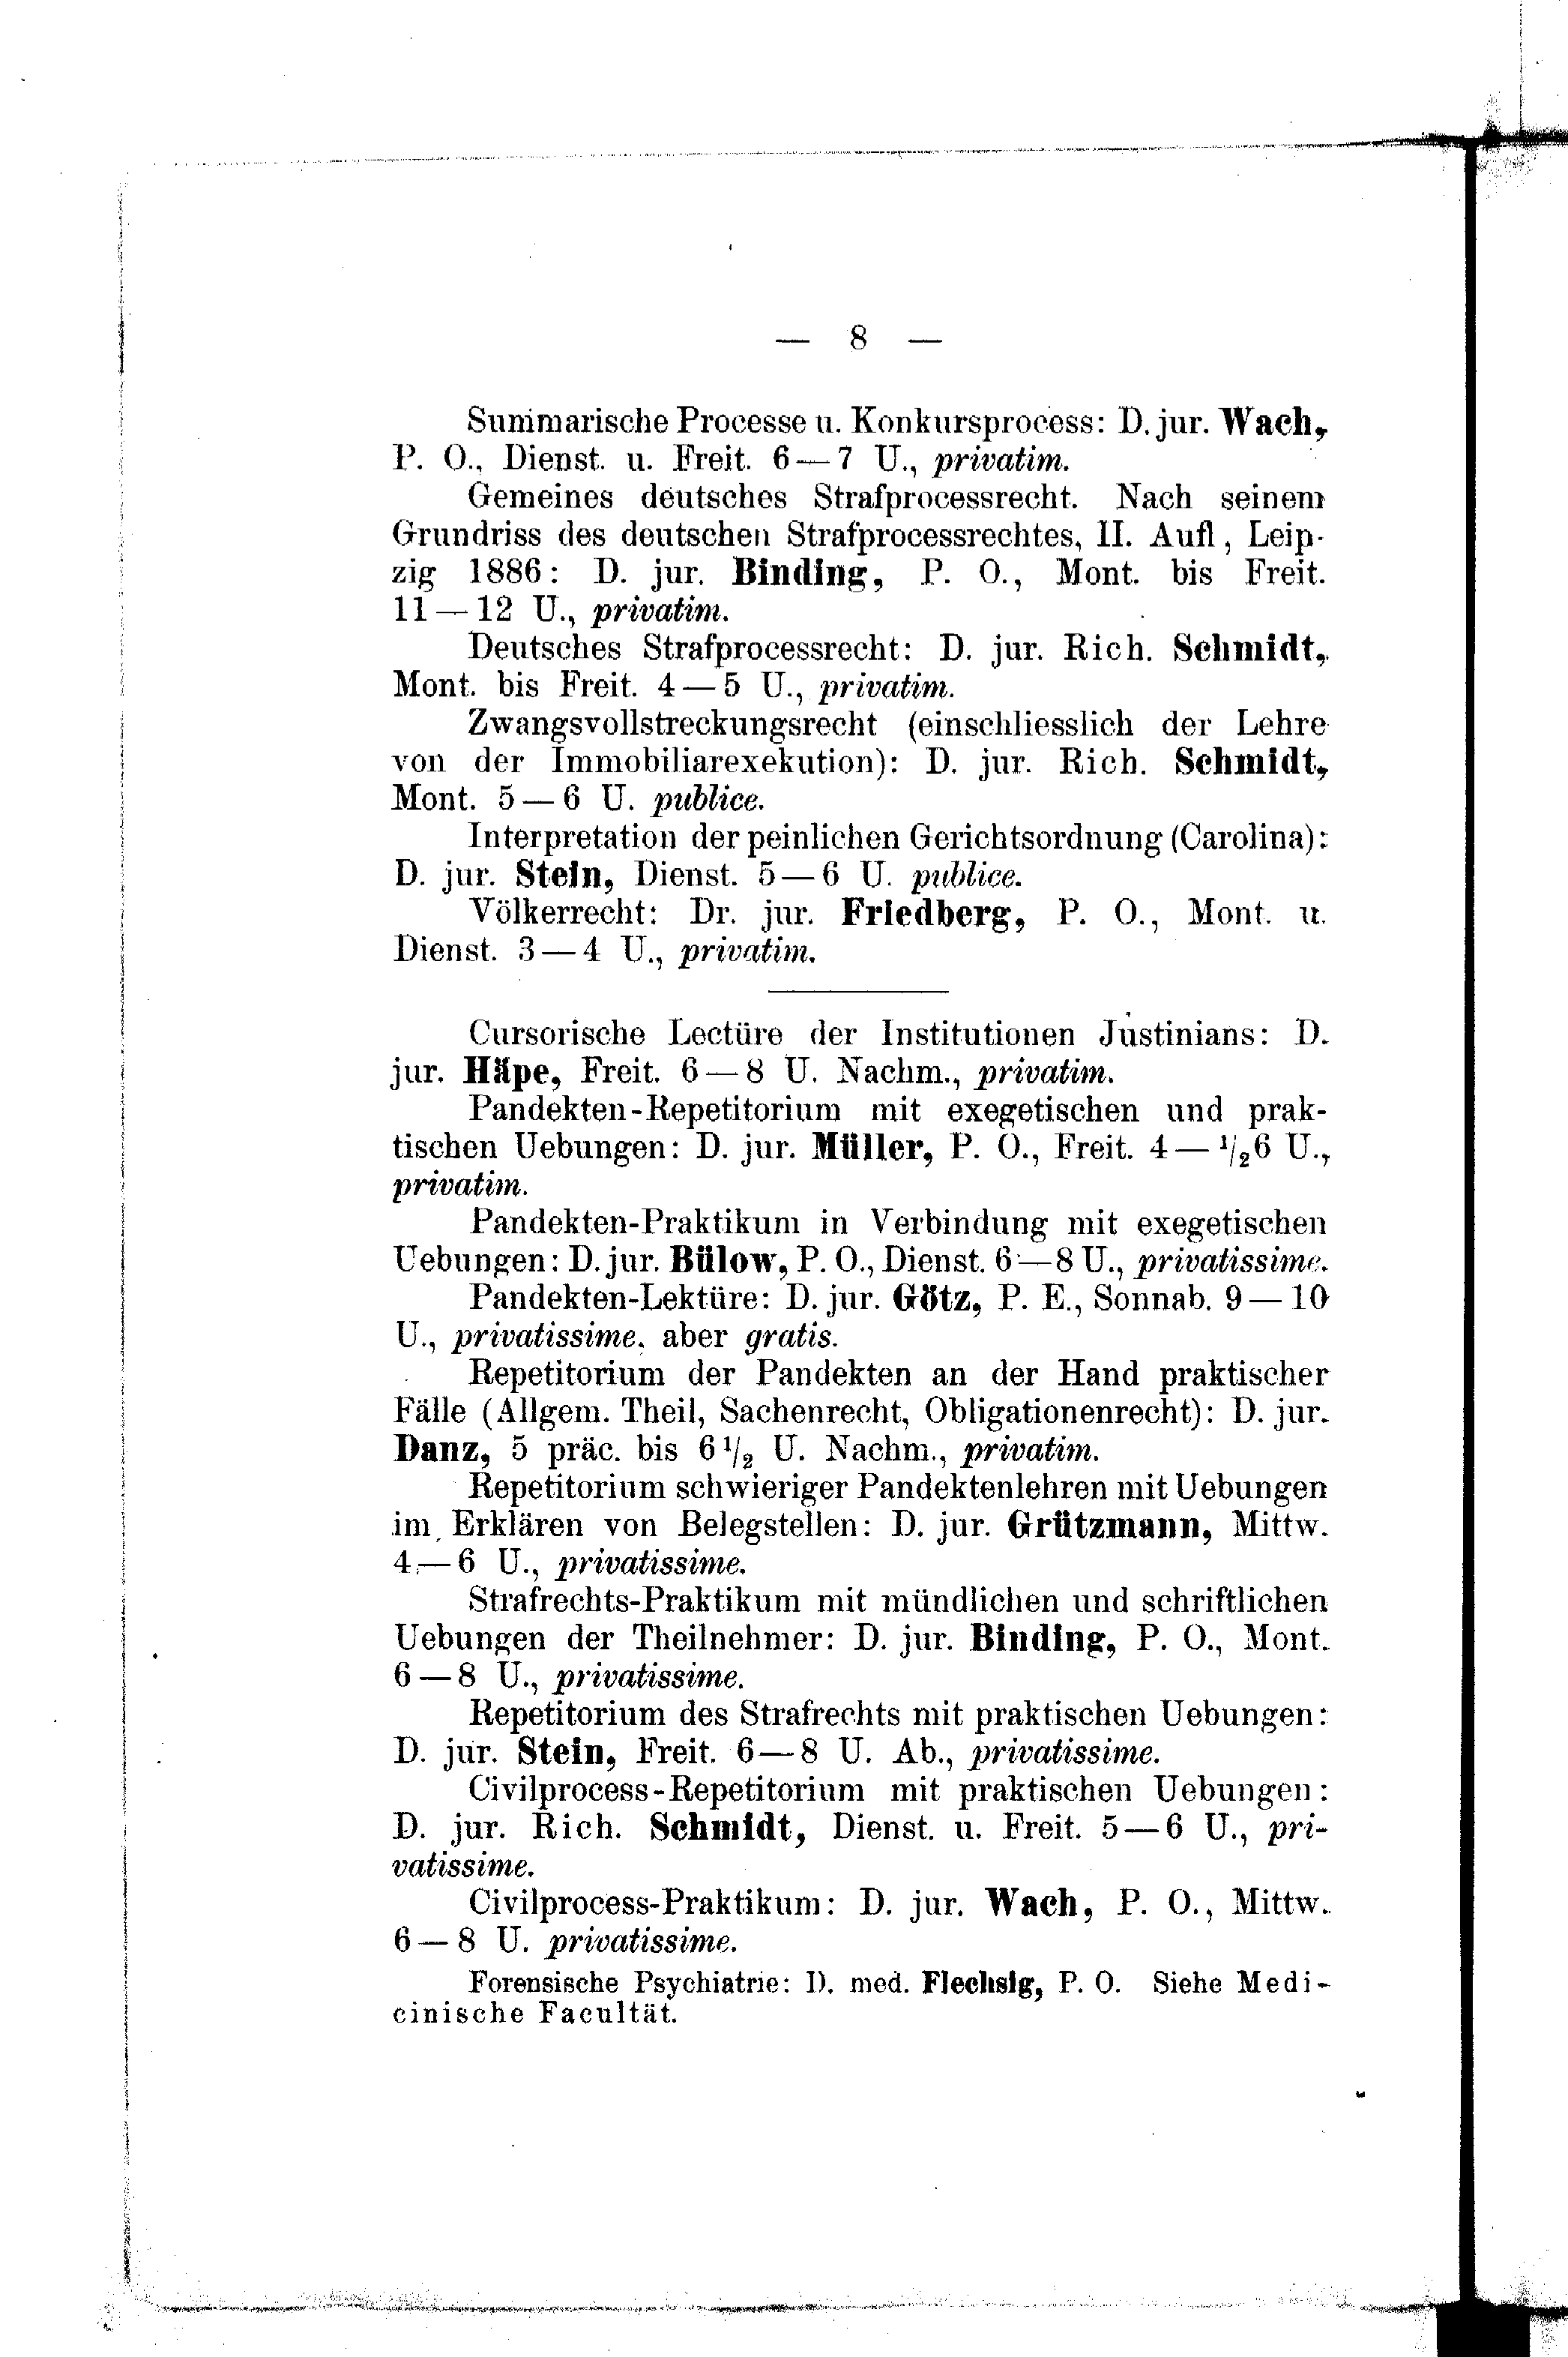 — 8 —
Summarische Processe u. Konkursprocess: D. jur. Wach,
P. O., Dienst. u. Freit. 6—7 U., privatim.
Gemeines deutsches Strafprocessrecht. Nach seinem
Grundriss des deutschen Strafprocessrechtes, II. Aufl, Leip-
zig 1886: D. jur. Binding, P. O., Mont. bis Freit.
11—12 U., privatim.
Deutsches Strafprocessrecht: D. jur. Rich. Schmidt,
Mont. bis Freit. 4—5 U., privatim.
Zwangsvollstreckungsrecht (einschliesslich der Lehre
von der Immobiliarexekution): D. jur. Rich. Schmidt,
Mont. 5—6 U. publice.
Interpretation der peinlichen Gerichtsordnung (Carolina):
D. jur. Stein, Dienst. 5—6 U. publice.
Völkerrecht: Dr. jur. Friedberg, P. O., Mont. u.
Dienst. 3—4 U., privatim.
Cursorische Lectüre der Institutionen Justinians: D.
jur. Häpe, Freit. 6—8 U. Nachm., privatim.
Pandekten-Repetitorium mit exegetischen und prak-
tischen Uebungen: D. jur. Müller, P. O., Freit. 4—1/26 U.,
privatim.
Pandekten-Praktikum in Verbindung mit exegetischen
Uebungen: D. jur. Bülow, P. O., Dienst. 6—8 U., privatissime.
Pandekten-Lektüre: D. jur. Götz, P. E., Sonnab. 9—10
U., privatissime, aber gratis.
Repetitorium der Pandekten an der Hand praktischer
Fälle (Allgem. Theil, Sachenrecht, Obligationenrecht): D. jur.
Danz, 5 präc. bis 6 1/2 U. Nachm., privatim.
Repetitorium schwieriger Pandektenlehren mit Uebungen
im Erklären von Belegstellen: D. jur. Grützmann, Mittw.
4—6 U., privatissime.
Strafrechts-Praktikum mit mündlichen und schriftlichen
Uebungen der Theilnehmer: D. jur. Binding, P. O., Mont.
6—8 U., privatissime.
Repetitorium des Strafrechts mit praktischen Uebungen:
D. jur. Stein, Freit. 6—8 U. Ab., privatissime.
Civilprocess-Repetitorium mit praktischen Uebungen:
D. jur. Rich. Schmidt, Dienst. u. Freit. 5—6 U., pri-
vatissime.
Civilprocess-Praktikum: D. jur. Wach, P. O., Mittw.
6—8 U. privatissime.
Forensische Psychiatrie: D. med. Flechsig, P. O. Siehe Medi-
cinische Facultät.